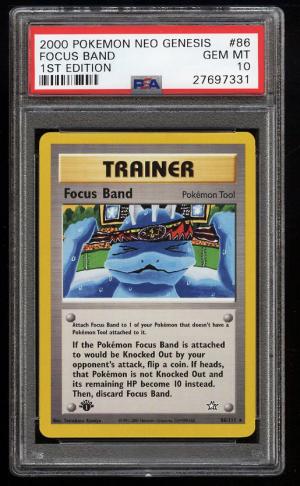 2000 POKEMON NEO GENESIS #86
FOCUS BAND GEM MT
1ST EDITION 10
PSA 27697331
TRAINER
Focus Band Pokémon Tool
Attach Focus Band to 1 of your Pokémon that doesn't have a
Pokémon Tool attached to it.
If the Pokémon Focus Band is attached
to would be Knocked Out by your
opponent's attack, flip a coin. If heads,
that Pokémon is not Knocked Out and
its remaining HP become 10 instead.
Then, discard Focus Band.
86/111